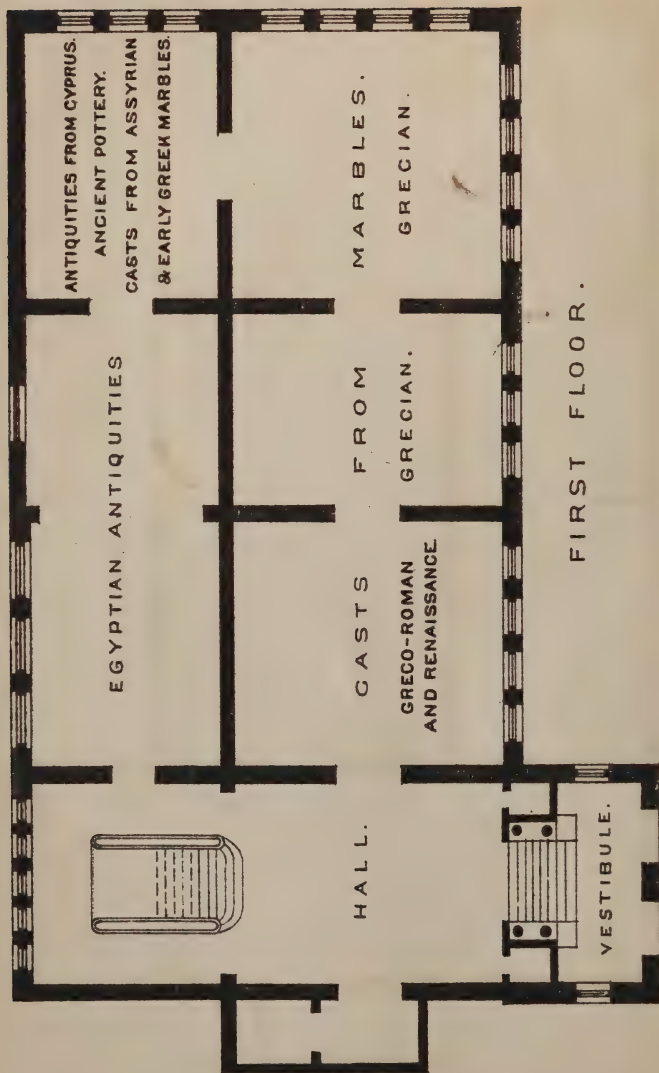 ANTIQUITIES FROM CYPRUS.
ANCIENT POTTERY.
CASTS FROM ASSYRIAN
& EARLY GREEK MARBLES.
EGYPTIAN ANTIQUITIES
CASTS FROM MARBLES.
GRECO-ROMAN
AND RENAISSANCE.
GRECIAN.
GRECIAN.
HALL.
VESTIBULE.
FIRST FLOOR.